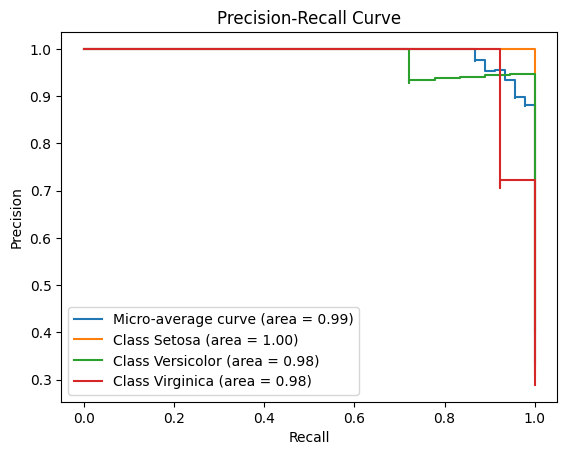 Precision-Recall Curve
1.0
0.9
0.8
0.7
0.6
0.5
0.4
0.3
Precision
Micro-average curve (area = 0.99)
Class Setosa (area = 1.00)
Class Versicolor (area = 0.98)
Class Virginica (area = 0.98)
0.0 0.2 0.4 0.6 0.8 1.0
Recall